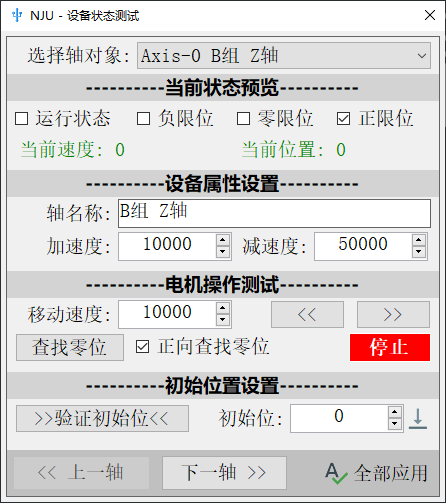 NJU - 设备状态测试
选择轴对象: Axis-0 B组 Z轴
----------当前状态预览----------
运行状态 负限位 零限位 正限位
当前速度: 0 当前位置: 0
----------设备属性设置----------
轴名称: B组 Z轴
加速度: 10000 减速度: 50000
----------电机操作测试----------
移动速度: 10000 << >>
查找零位 正向查找零位 停止
----------初始位置设置----------
>>验证初始位<< 初始位: 0
<< 上一轴 下一轴 >> A 全部应用